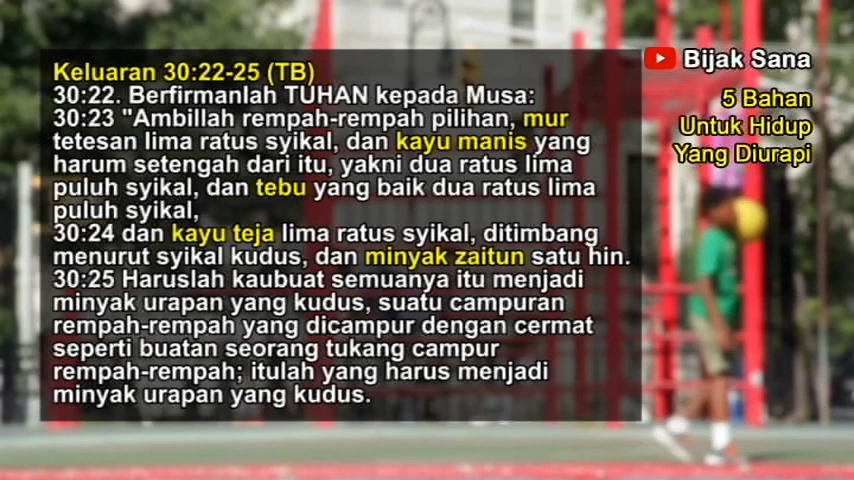 Keluaran 30:22-25 (TB)
30:22. Berfirmanlah TUHAN kepada Musa:
30:23 "Ambillah rempah-rempah pilihan, mur
tetesan lima ratus syikal, dan kayu manis yang
harum setengah dari itu, yakni dua ratus lima
puluh syikal, dan tebu yang baik dua ratus lima
puluh syikal,
30:24 dan kayu teja lima ratus syikal, ditimbang
menurut syikal kudus, dan minyak zaitun satu hin.
30:25 Haruslah kaubuat semuanya itu menjadi
minyak urapan yang kudus, suatu campuran
rempah-rempah yang dicampur dengan cermat
seperti buatan seorang tukang campur
rempah-rempah; itulah yang harus menjadi
minyak urapan yang kudus.
Bijak Sana
5 Bahan
Untuk Hidup
Yang Diurapi